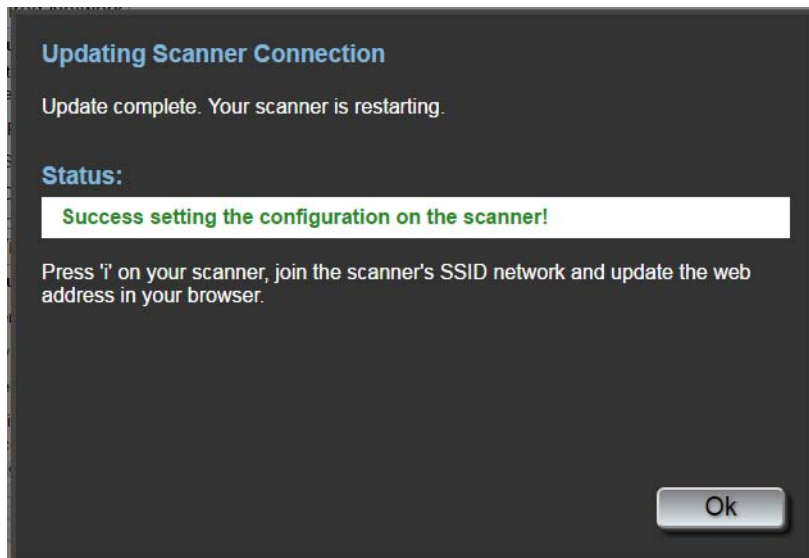 Updating Scanner Connection
Update complete. Your scanner is restarting.
Status:
Success setting the configuration on the scanner!
Press 'i' on your scanner, join the scanner's SSID network and update the web
address in your browser.
Ok